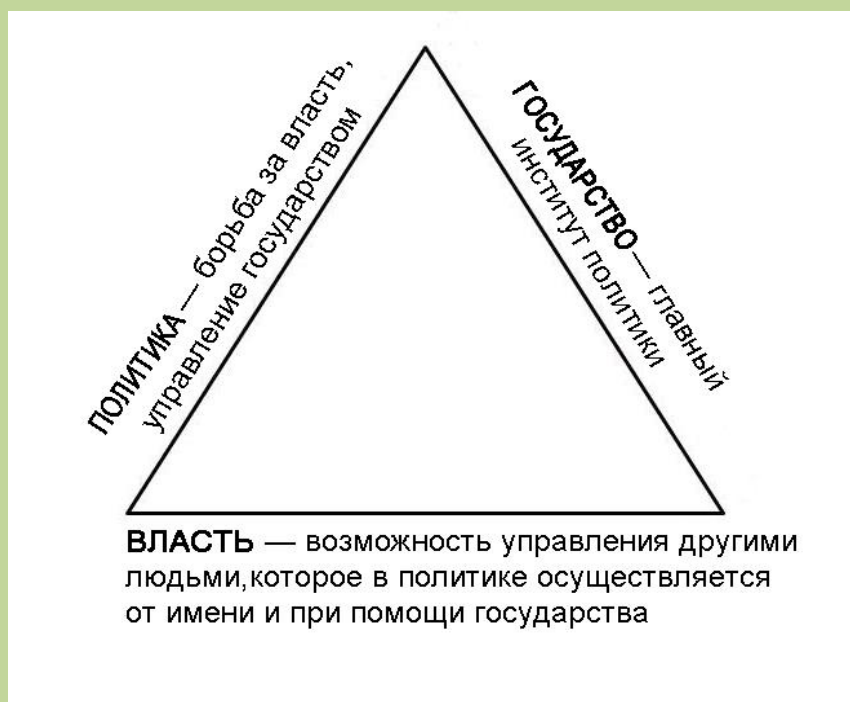 ПОЛИТИКА — борьба за власть,
управление государством
ГОСУДАРСТВО — главный
институт политики
ВЛАСТЬ — возможность управления другими
людьми,которое в политике осуществляется
от имени и при помощи государства